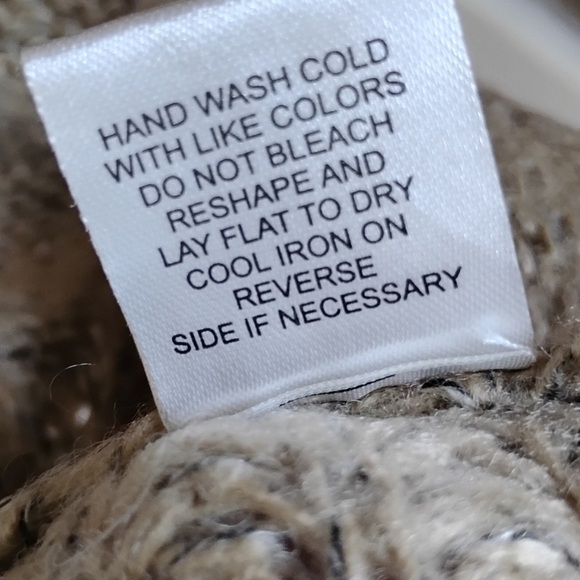 HAND WASH COLD
WITH LIKE COLORS
DO NOT BLEACH
RESHAPE AND
LAY FLAT TO DRY
COOL IRON ON
REVERSE
SIDE IF NECESSARY